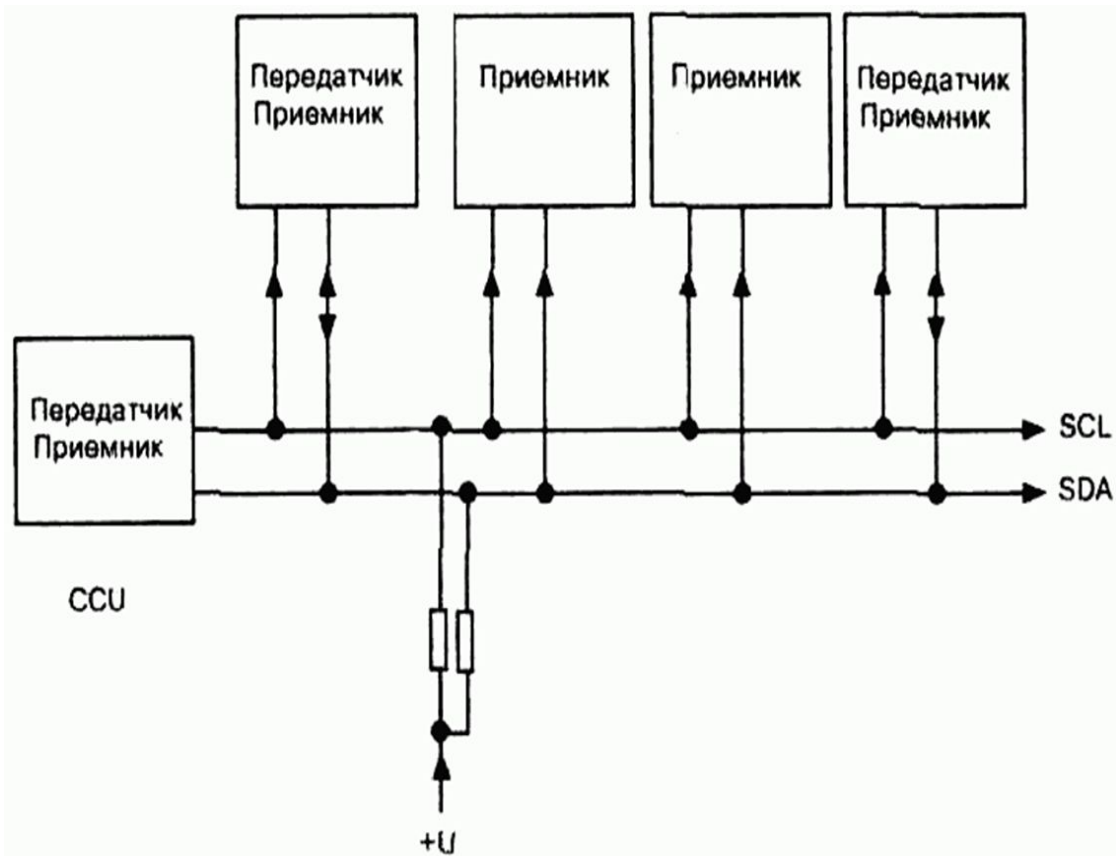 Передатчик
Приемник
Приемник
Приемник
Передатчик
Приемник
Передатчик
Приемник
SCL
SDA
CCU
+U